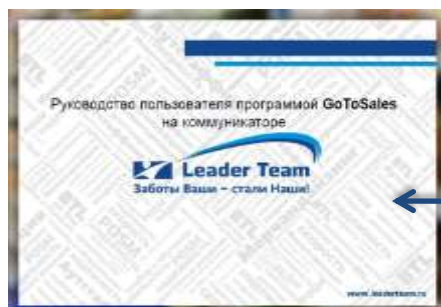 Руководство пользователя программой GoToSales
на коммуникаторе
Leader Team
Заботы Ваши – стали Наши!
www.leaderteam.ru